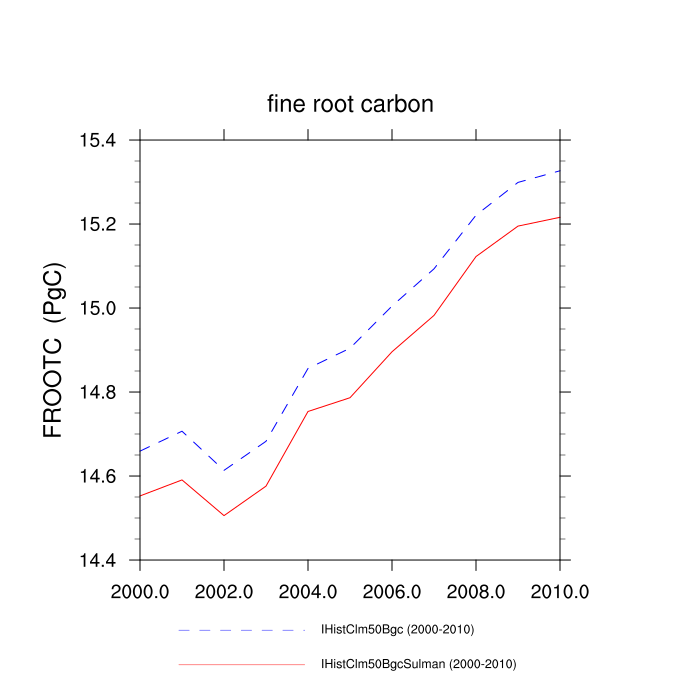 fine root carbon
15.4
15.2
15.0
14.8
14.6
14.4
FROOTC (PgC)
2000.0 2002.0 2004.0 2006.0 2008.0 2010.0
IHistClm50Bgc (2000-2010)
IHistClm50BgcSulman (2000-2010)